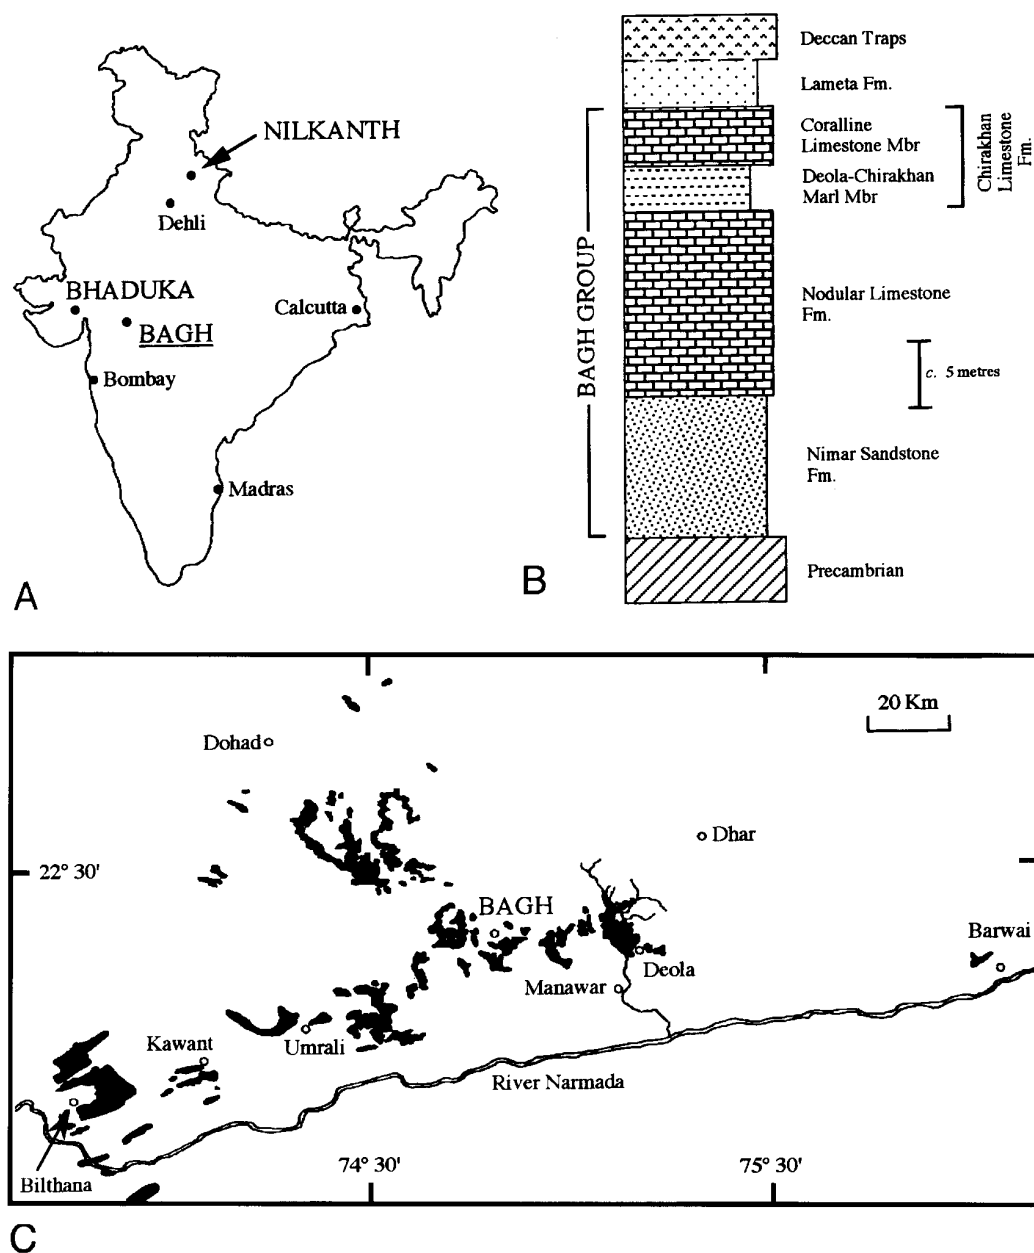 NILKANTH
Dehli
BHADUKA
BAGH
Calcutta
Bombay
Madras
A
Deccan Traps
Lameta Fm.
Coralline
Limestone Mbr
Deola-Chirakhan
Marl Mbr
Chirakhan
Limestone
Fm.
BAGH GROUP
Nodular Limestone
Fm.
c. 5 metres
Nimar Sandstone
Fm.
Precambrian
B
20 Km
Dohad
Dhar
22° 30'
BAGH
Barwai
Deola
Manawar
Kawant
Umrali
River Narmada
Bilthana
74° 30'
75° 30'
C